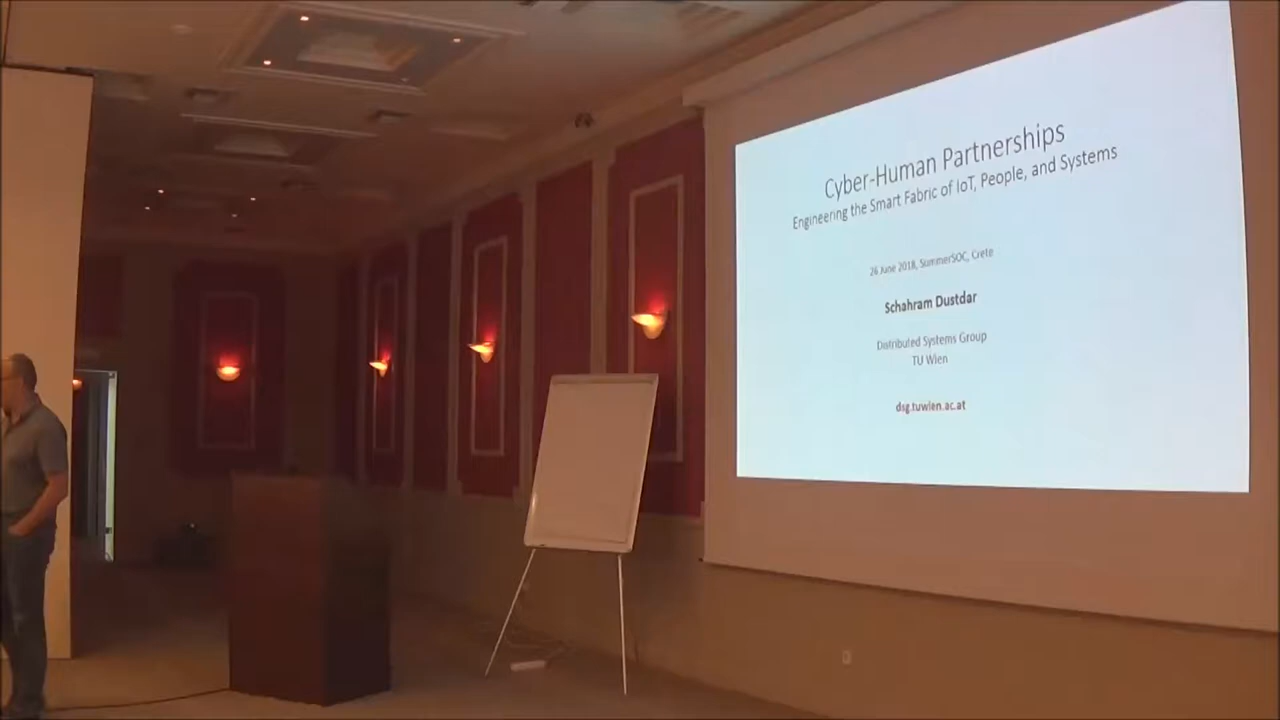 Cyber-Human Partnerships
Engineering the Smart Fabric of IoT, People, and Systems
26 June 2018, SummerSOC, Crete
Schahram Dustdar
Distributed Systems Group
TU Wien
dsg.tuwien.ac.at